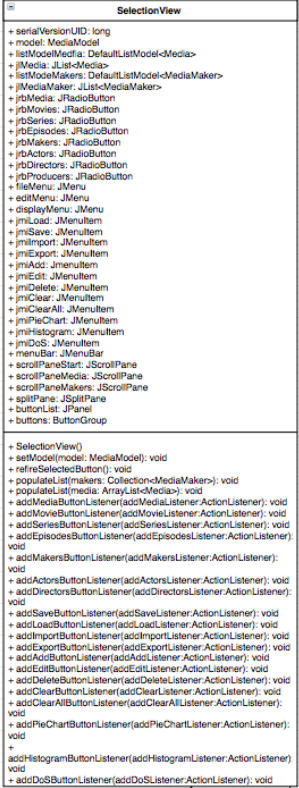 SelectionView
+ serialVersionUID: long
+ model: MediaModel
+ listModelMedfia: DefaultListModel<Media>
+ jlMedia: JList<Media>
+ listModeMakers: DefaultListModel<MediaMaker>
+ jlMediaMaker: JList<MediaMaker>
+ jrbMedia: JRadioButton
+ jrbMovies: JRadioButton
+ jrbSeries: JRadioButton
+ jrbEpisodes: JRadioButton
+ jrbMakers: JRadioButton
+ jrbActors: JRadioButton
+ jrbDirectors: JRadioButton
+ jrbProducers: JRadioButton
+ fileMenu: JMenu
+ editMenu: JMenu
+ displayMenu: JMenu
+ jmiLoad: JMenuItem
+ jmiSave: JMenuItem
+ jmiImport: JMenuItem
+ jmiExport: JMenuItem
+ jmiAdd: JmenuItem
+ jmiEdit: JMenuItem
+ jmiDelete: JMenuItem
+ jmiClear: JMenuItem
+ jmiClearAll: JMenuItem
+ jmiPieChart: JMenuItem
+ jmiHistogram: JMenuItem
+ jmiDoS: JMenuItem
+ menuBar: JMenuBar
+ scrollPaneStart: JScrollPane
+ scrollPaneMedia: JScrollPane
+ scrollPaneMakers: JScrollPane
+ splitPane: JSplitPane
+ buttonList: JPanel
+ buttons: ButtonGroup
+ SelectionView()
+ setModel(model: MediaModel): void
+ refireSelectedButton(): void
+ populateList(makers: Collection<MediaMaker>): void
+ populateList(media: ArrayList<Media>): void
+ addMediaButtonListener(addMediaListener:ActionListener): void
+ addMovieButtonListener(addMovieListener:ActionListener): void
+ addSeriesButtonListener(addSeriesListener:ActionListener): void
+ addEpisodesButtonListener(addEpisodesListener:ActionListener):
void
+ addMakersButtonListener(addMakersListener:ActionListener):
void
+ addActorsButtonListener(addActorsListener:ActionListener): void
+ addDirectorsButtonListener(addDirectorsListener:ActionListener):
void
+ addSaveButtonListener(addSaveListener:ActionListener): void
+ addLoadButtonListener(addLoadListener:ActionListener): void
+ addImportButtonListener(addImportListener:ActionListener): void
+ addExportButtonListener(addExportListener:ActionListener): void
+ addAddButtonListener(addAddListener:ActionListener): void
+ addEditButtonListener(addEditListener:ActionListener): void
+ addDeleteButtonListener(addDeleteListener:ActionListener): void
+ addClearButtonListener(addClearListener:ActionListener): void
+ addClearAllButtonListener(addClearAllListener:ActionListener):
void
+ addPieChartButtonListener(addPieChartListener:ActionListener):
void
+
addHistogramButtonListener(addHistogramListener:ActionListener):
void
+ addDoSButtonListener(addDoSListener:ActionListener): void